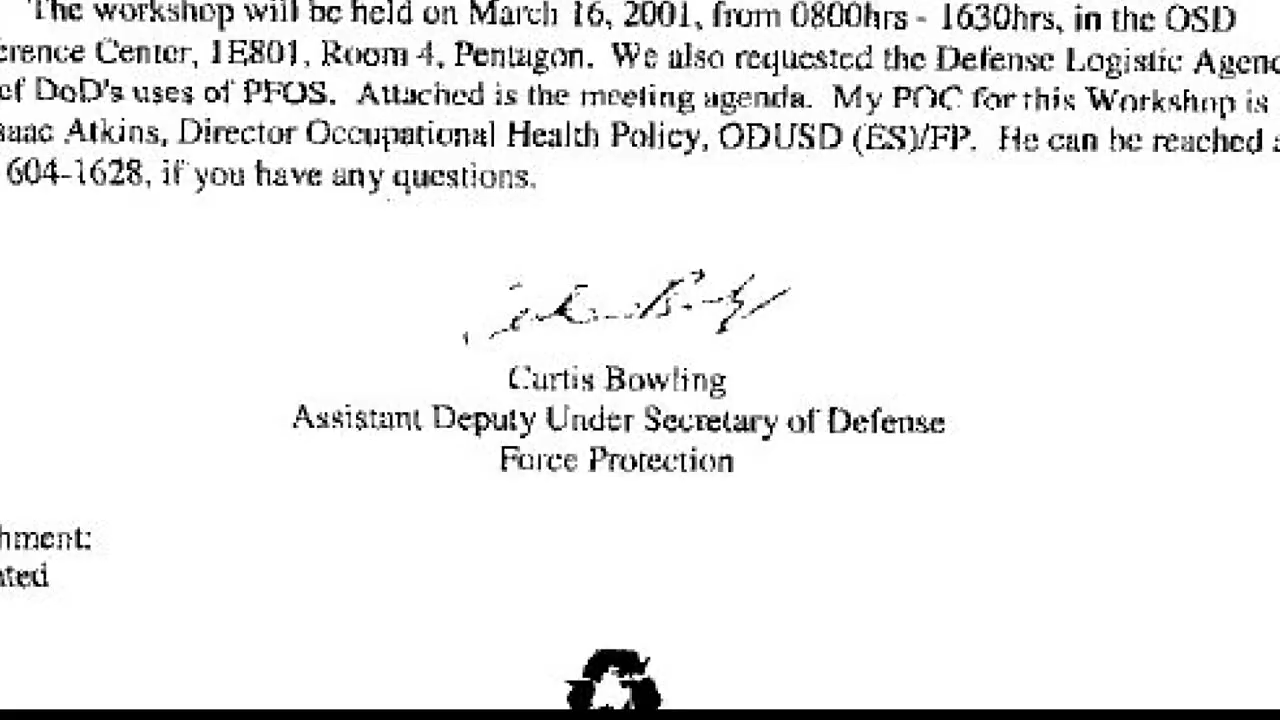 The workshop will be held on March 16, 2001, from 0800hrs - 1630hrs, in the OSD
erence Center, 1E801, Room 4, Pentagon. We also requested the Defense Logistic Agenc
ef DoD's uses of PFOS. Attached is the meeting agenda. My POC for this Workshop is
saac Atkins, Director Occupational Health Policy, ODUSD (ES)/FP. He can be reached a
604-1628, if you have any questions.
Curtis Bowling
Assistant Deputy Under Secretary of Defense
Force Protection
hment:
ated